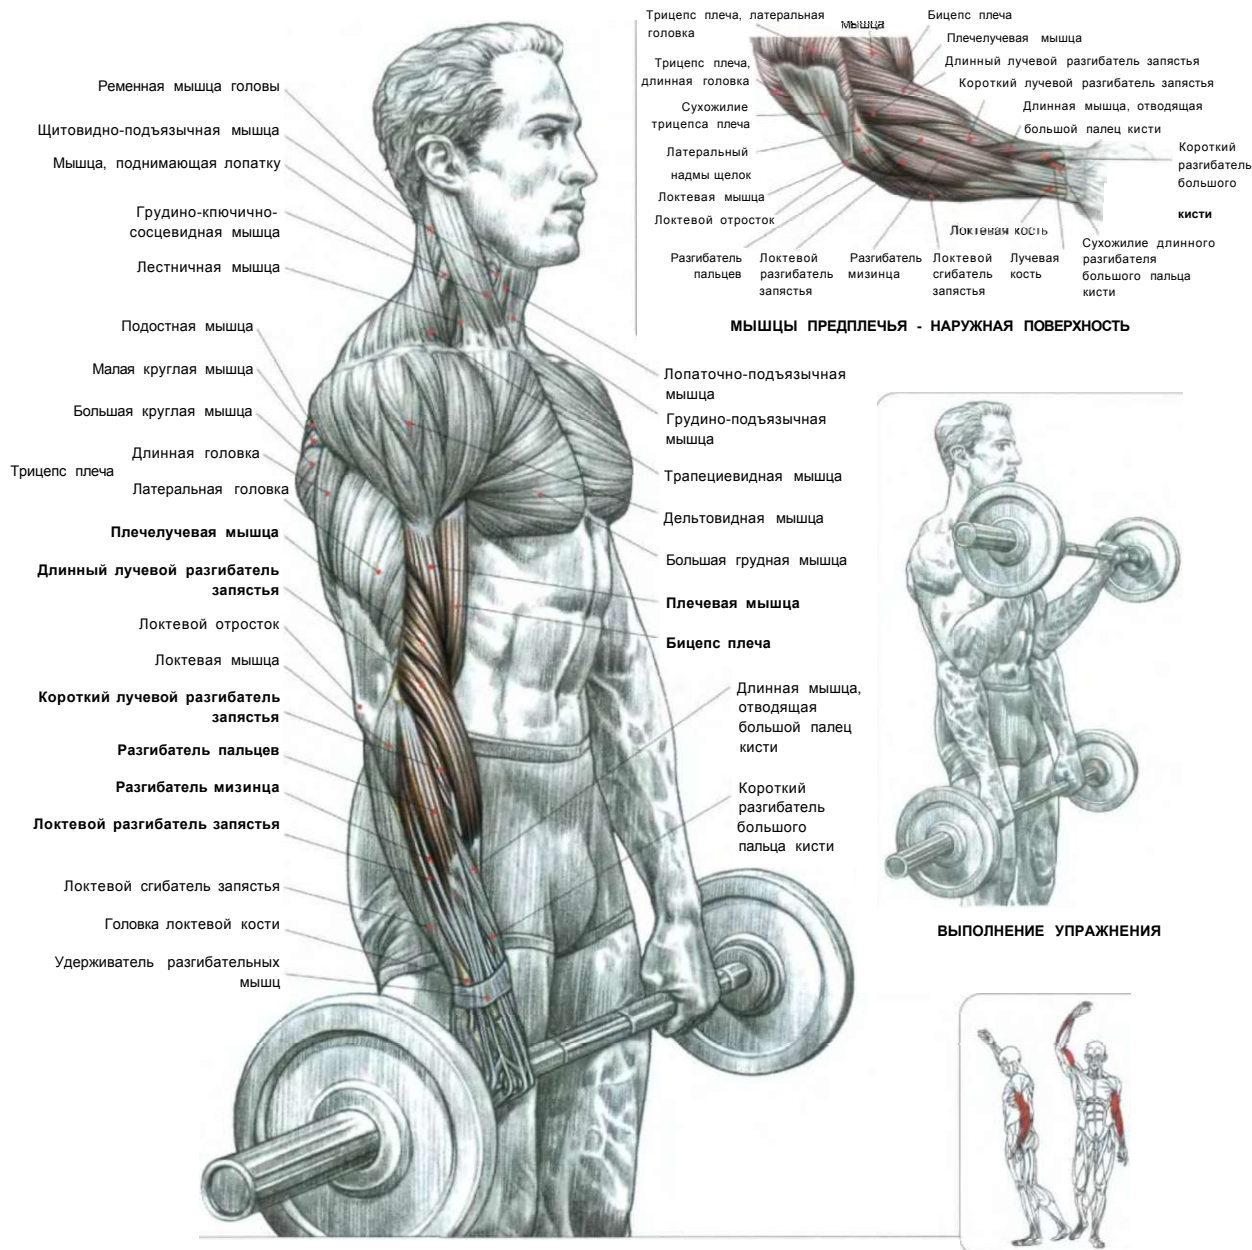 Ременная мышца головы
Щитовидно-подъязычная мышца
Мышца, поднимающая лопатку
Грудино-ключично-
сосцевидная мышца
Лестничная мышца
Подостная мышца
Малая круглая мышца
Большая круглая мышца
Длинная головка
Трицепс плеча
Латеральная головка
Плечелучевая мышца
Длинный лучевой разгибатель
запястья
Локтевой отросток
Локтевая мышца
Короткий лучевой разгибатель
запястья
Разгибатель пальцев
Разгибатель мизинца
Локтевой разгибатель запястья
Локтевой сгибатель запястья
Головка локтевой кости
Удерживатель разгибательных
мышц
Трицепс плеча, латеральная
головка
Трицепс плеча,
длинная головка
Сухожилие
трицепса плеча
Латеральный
надмы щелок
Локтевая мышца
Локтевой отросток
Разгибатель
пальцев
Локтевой
разгибатель
запястья
Разгибатель
мизинца
Локтевой
сгибатель
запястья
Лучевая
кость
Локтевая кость
мышца
Бицепс плеча
Плечелучевая мышца
Длинный лучевой разгибатель запястья
Короткий лучевой разгибатель запястья
Длинная мышца, отводящая
большой палец кисти
Короткий
разгибатель
большого
кисти
Сухожилие длинного
разгибателя
большого пальца
кисти
МЫШЦЫ ПРЕДПЛЕЧЬЯ - НАРУЖНАЯ ПОВЕРХНОСТЬ
Лопаточно-подъязычная
мышца
Грудино-подъязычная
мышца
Трапециевидная мышца
Дельтовидная мышца
Большая грудная мышца
Плечевая мышца
Бицепс плеча
Длинная мышца,
отводящая
большой палец
кисти
Короткий
разгибатель
большого
пальца кисти
ВЫПОЛНЕНИЕ УПРАЖНЕНИЯ